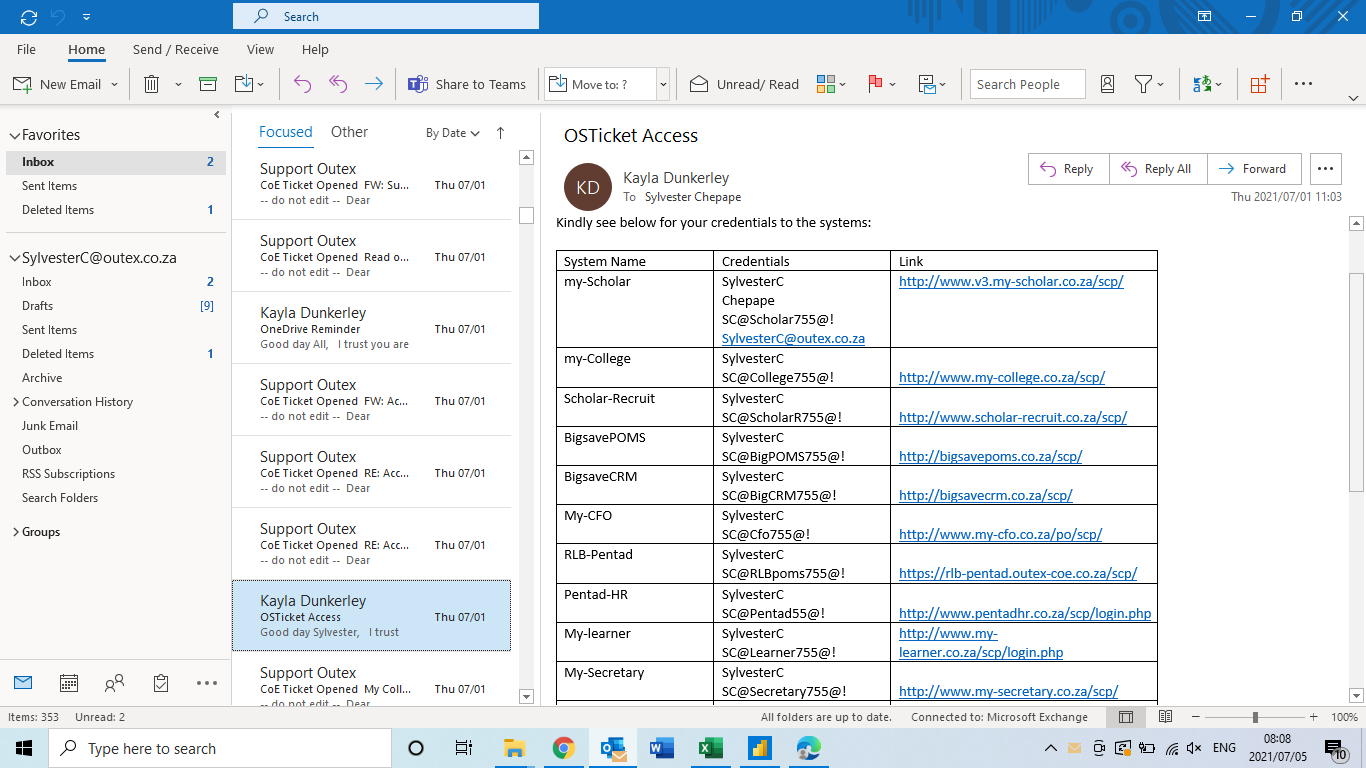 Search
File Home Send / Receive View Help
New Email Share to Teams Move to: ? Unread/ Read Search People
Favorites
Inbox 2
Sent Items
Deleted Items 1
SylvesterC@outex.co.za
Inbox 2
Drafts [9]
Sent Items
Deleted Items 1
Archive
Conversation History
Junk Email
Outbox
RSS Subscriptions
Search Folders
Groups
Focused Other By Date
Support Outex
CoE Ticket Opened FW: Su... Thu 07/01
-- do not edit -- Dear
Support Outex
CoE Ticket Opened Read o... Thu 07/01
-- do not edit -- Dear
Kayla Dunkerley
OneDrive Reminder Thu 07/01
Good day All, I trust you are
Support Outex
CoE Ticket Opened FW: Ac... Thu 07/01
-- do not edit -- Dear
Support Outex
CoE Ticket Opened RE: Acc... Thu 07/01
-- do not edit -- Dear
Support Outex
CoE Ticket Opened RE: Acc... Thu 07/01
-- do not edit -- Dear
Kayla Dunkerley
OSTicket Access Thu 07/01
Good day Sylvester, I trust
Support Outex
CoE Ticket Opened My Coll... Thu 07/01
-- do not edit -- Dear
OSTicket Access
KD
Kayla Dunkerley
To Sylvester Chepape
Reply Reply All Forward
Thu 2021/07/01 11:03
Kindly see below for your credentials to the systems:
System Name Credentials Link
my-Scholar SylvesterC http://www.v3.my-scholar.co.za/scp/
Chepape
SC@Scholar755@!
SylvesterC@outex.co.za
my-College SylvesterC
SC@College755@! http://www.my-college.co.za/scp/
Scholar-Recruit SylvesterC
SC@ScholarR755@! http://www.scholar-recruit.co.za/scp/
BigsavePOMS SylvesterC
SC@BigPOMS755@! http://bigsavepoms.co.za/scp/
BigsaveCRM SylvesterC
SC@BigCRM755@! http://bigsavecrm.co.za/scp/
My-CFO SylvesterC
SC@Cfo755@! http://www.my-cfo.co.za/po/scp/
RLB-Pentad SylvesterC
SC@RLBpoms755@! https://rlb-pentad.outex-coe.co.za/scp/
Pentad-HR SylvesterC
SC@Pentad55@! http://www.pentadhr.co.za/scp/login.php
My-learner SylvesterC http://www.my-
SC@Learner755@! learner.co.za/scp/login.php
My-Secretary SylvesterC
SC@Secretary755@! http://www.my-secretary.co.za/scp/
Items: 353 Unread: 2 All folders are up to date. Connected to: Microsoft Exchange 100%
Type here to search ENG 08:08
2021/07/05 10